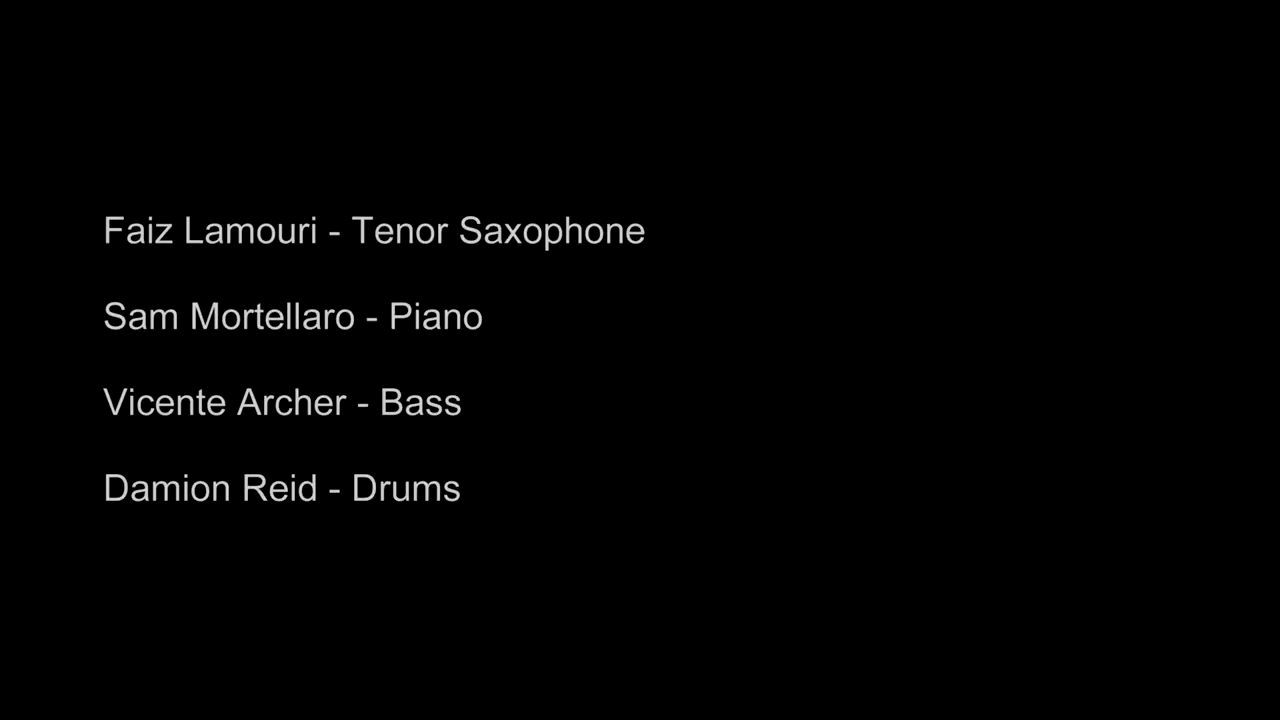 Faiz Lamouri - Tenor Saxophone
Sam Mortellaro - Piano
Vicente Archer - Bass
Damion Reid - Drums